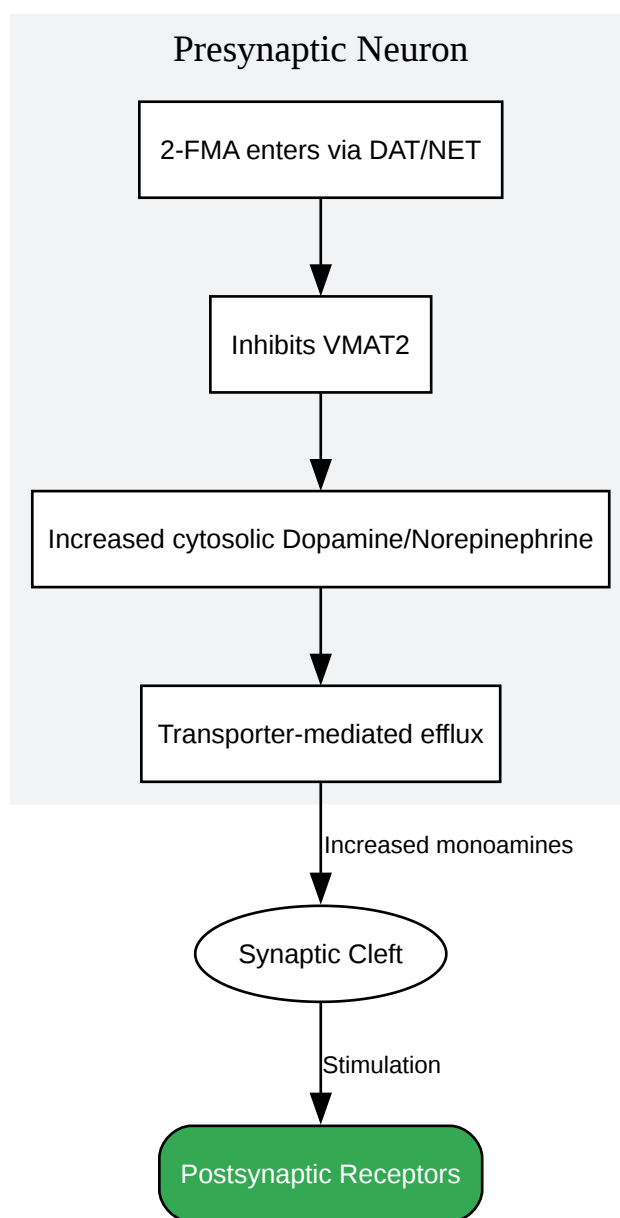 Presynaptic Neuron
2-FMA enters via DAT/NET
Inhibits VMAT2
Increased cytosolic Dopamine/Norepinephrine
Transporter-mediated efflux
Increased monoamines
Synaptic Cleft
Stimulation
Postsynaptic Receptors